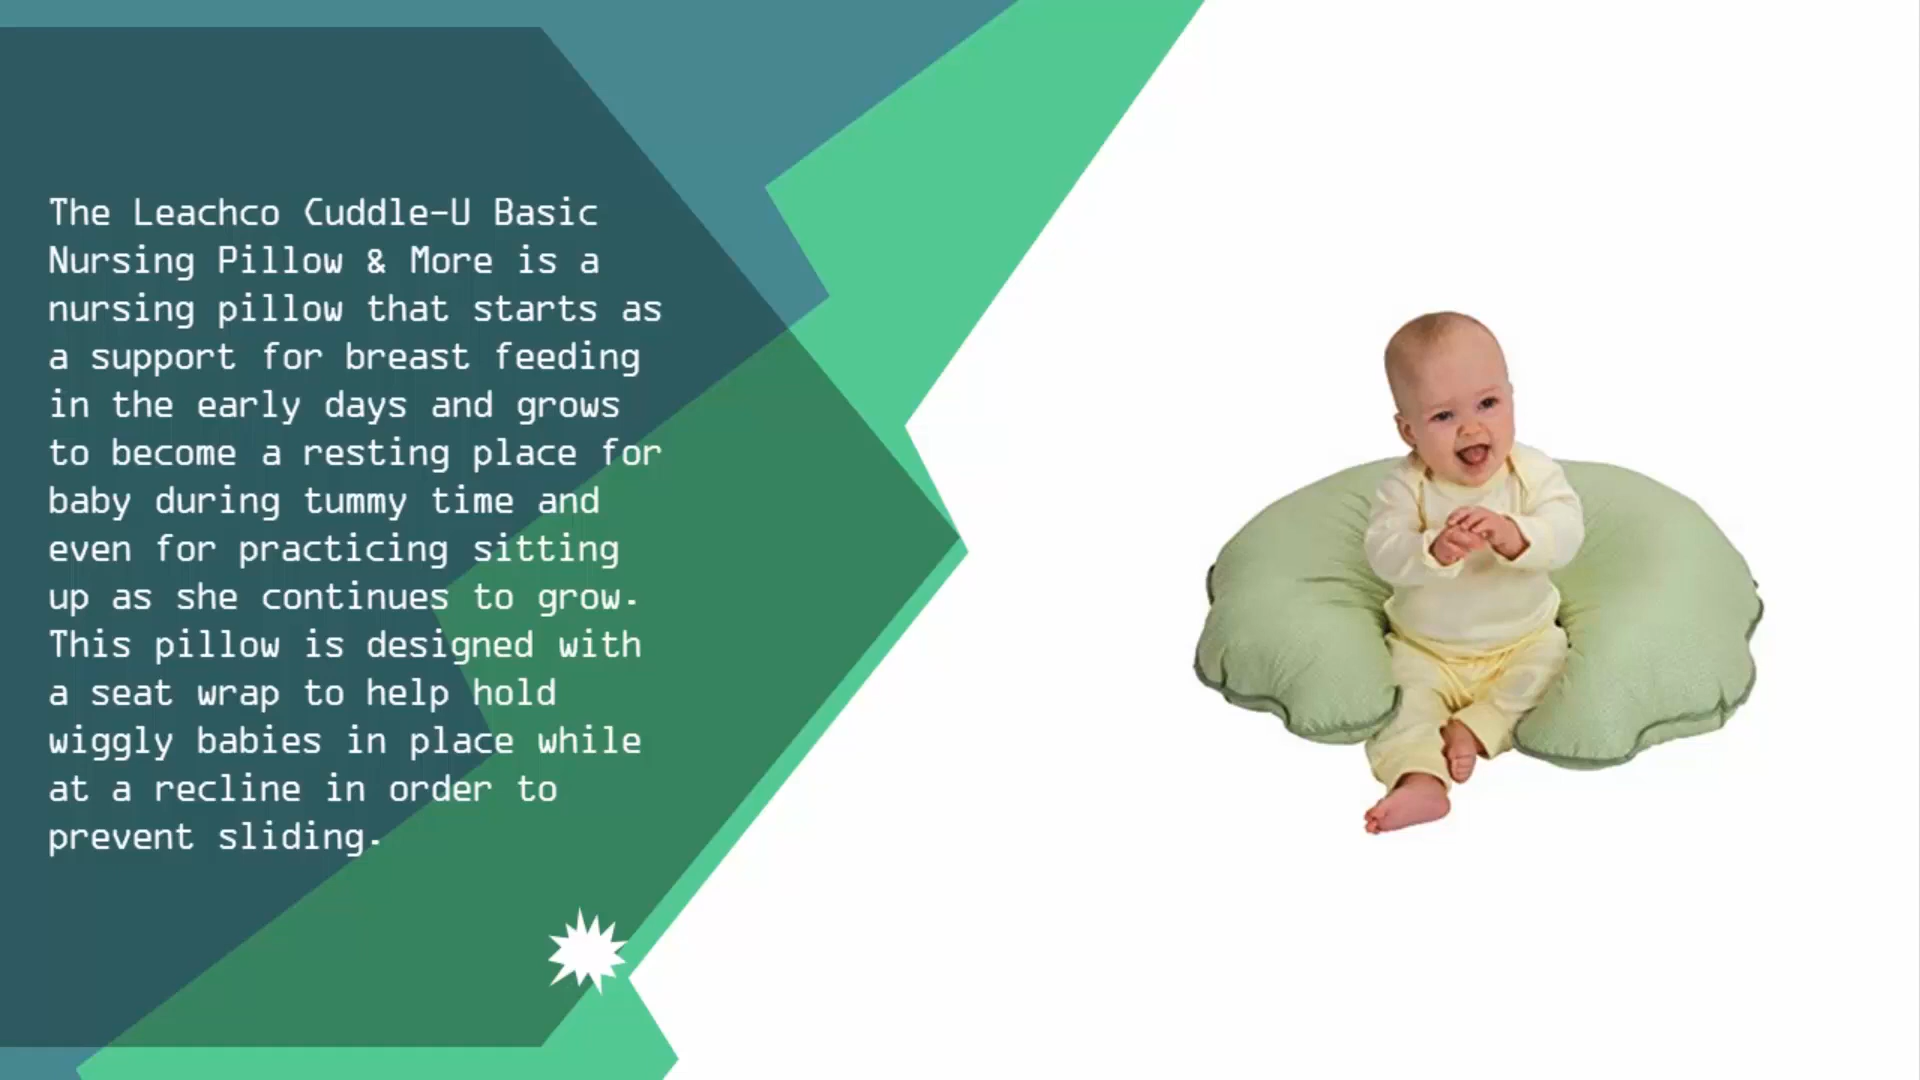 The Leachco Cuddle-U Basic
Nursing Pillow & More is a
nursing pillow that starts as
a support for breast feeding
in the early days and grows
to become a resting place for
baby during tummy time and
even for practicing sitting
up as she continues to grow.
This pillow is designed with
a seat wrap to help hold
wiggly babies in place while
at a recline in order to
prevent sliding.